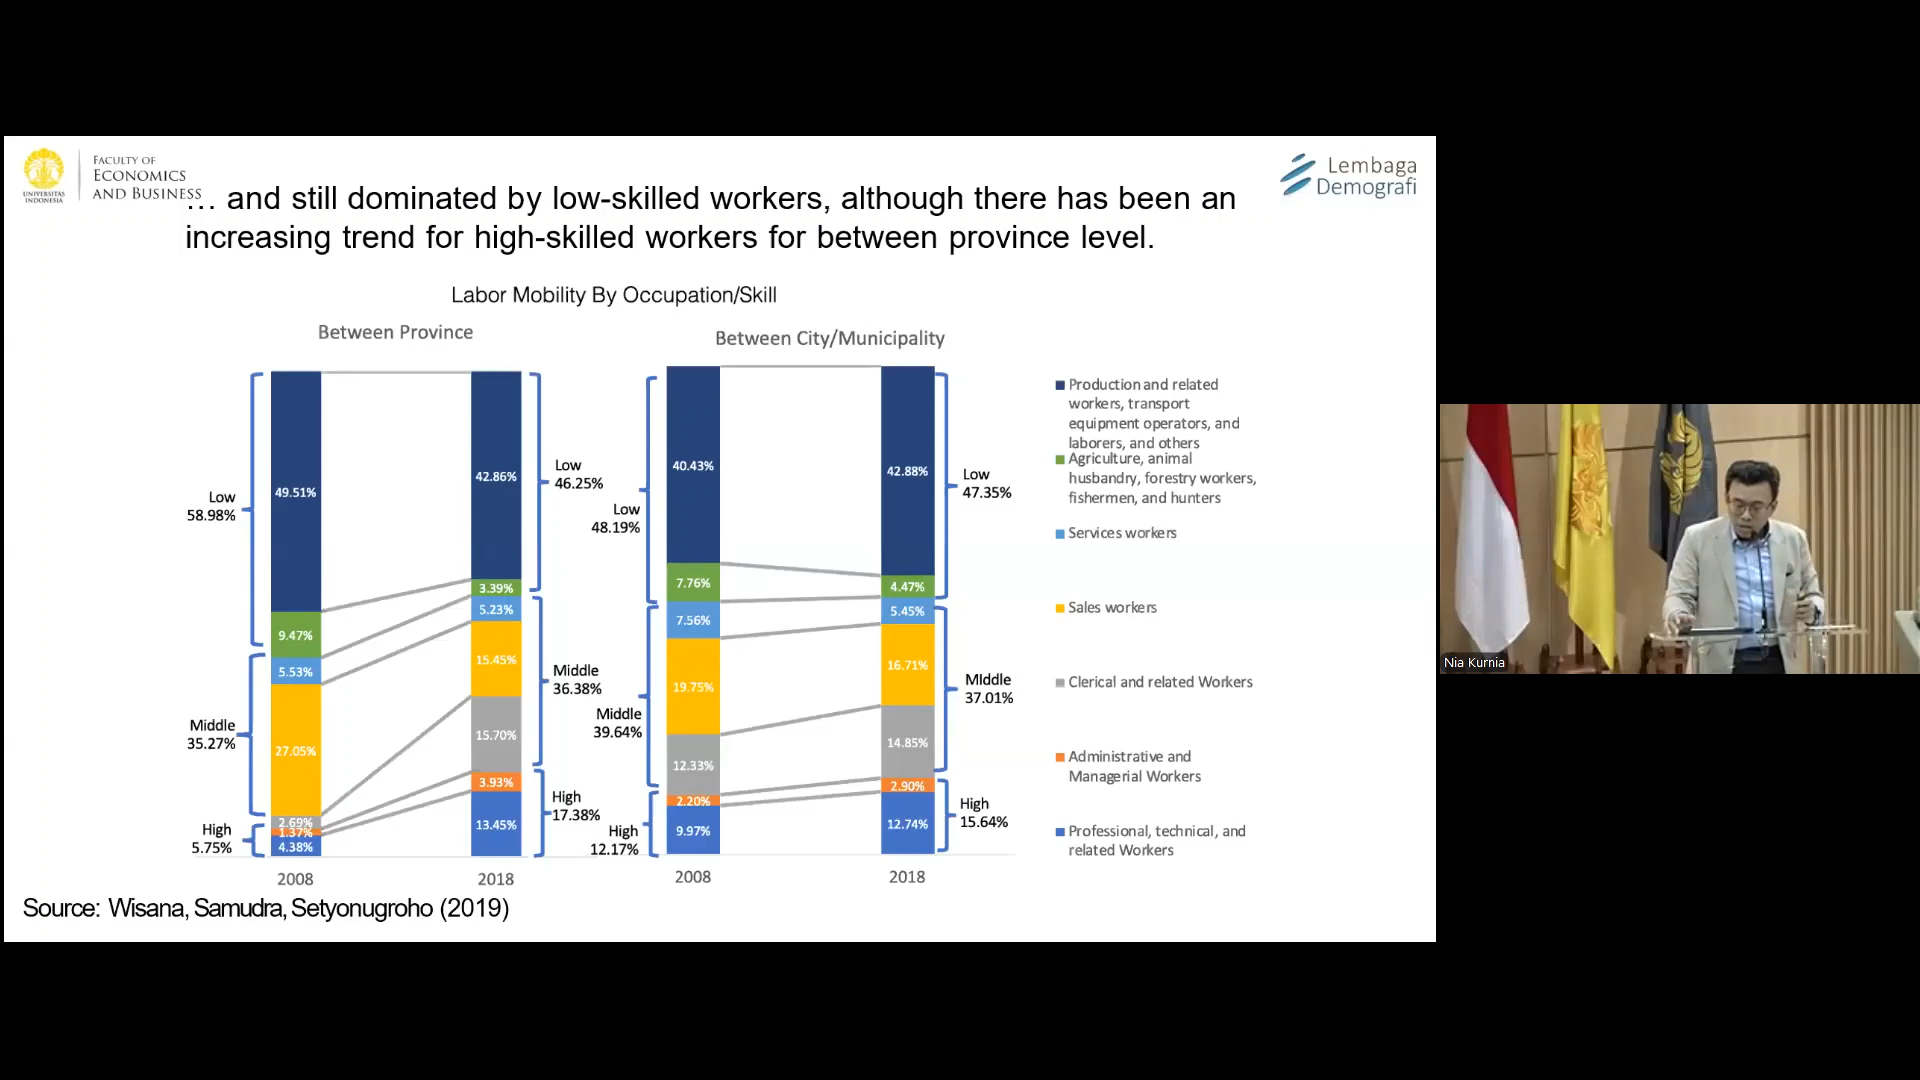 UNIVERSITAS
INDONESIA
FACULTY OF
ECONOMICS
AND BUSINESS
Lembaga
Demografi
... and still dominated by low-skilled workers, although there has been an
increasing trend for high-skilled workers for between province level.
Labor Mobility By Occupation/Skill
Between Province
Low
58.98%
Middle
35.27%
High
5.75%
49.51%
9.47%
5.53%
27.05%
2.69%
1.37%
4.38%
2008
42.86%
3.39%
5.23%
15.45%
15.70%
3.93%
13.45%
2018
Low
46.25%
Middle
36.38%
High
17.38%
Between City/Municipality
Low
48.19%
Middle
39.64%
High
12.17%
40.43%
7.76%
7.56%
19.75%
12.33%
2.20%
9.97%
2008
42.88%
4.47%
5.45%
16.71%
14.85%
2.90%
12.74%
2018
Low
47.35%
MIddle
37.01%
High
15.64%
Production and related
workers, transport
equipment operators, and
laborers, and others
Agriculture, animal
husbandry, forestry workers,
fishermen, and hunters
Services workers
Sales workers
Clerical and related Workers
Administrative and
Managerial Workers
Professional, technical, and
related Workers
Source: Wisana, Samudra, Setyonugroho (2019)
Nia Kurnia